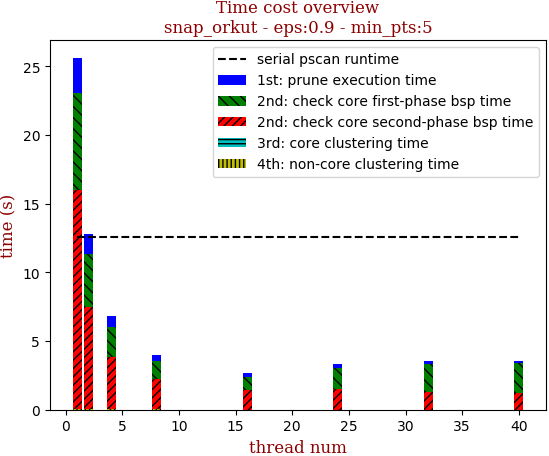 Time cost overview
snap_orkut - eps:0.9 - min_pts:5
serial pscan runtime
1st: prune execution time
2nd: check core first-phase bsp time
2nd: check core second-phase bsp time
3rd: core clustering time
4th: non-core clustering time
time (s)
25
20
15
10
5
0
0 5 10 15 20 25 30 35 40
thread num